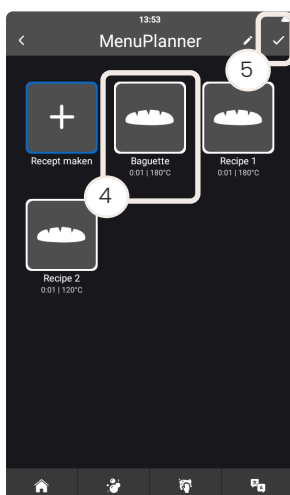 13:53
MenuPlanner
5
Recept maken
Baguette
0:01 | 180°C
Recipe 1
0:01 | 180°C
4
Recipe 2
0:01 | 120°C